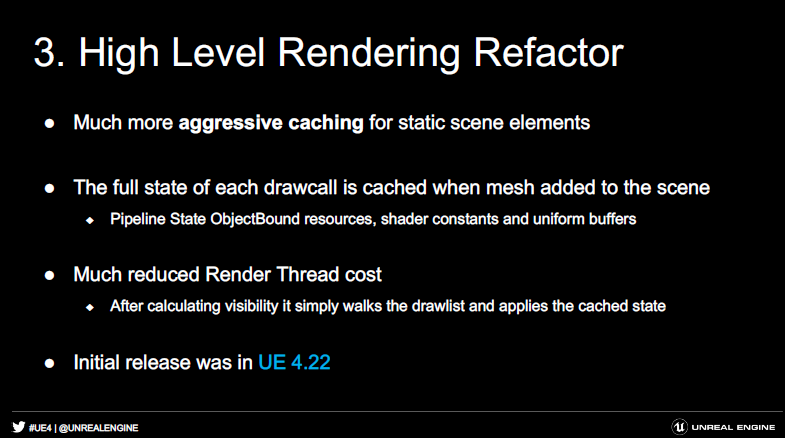 3. High Level Rendering Refactor
Much more aggressive caching for static scene elements
The full state of each drawcall is cached when mesh added to the scene
Pipeline State ObjectBound resources, shader constants and uniform buffers
Much reduced Render Thread cost
After calculating visibility it simply walks the drawlist and applies the cached state
Initial release was in UE 4.22
#UE4 | @UNREALENGINE
UNREAL ENGINE